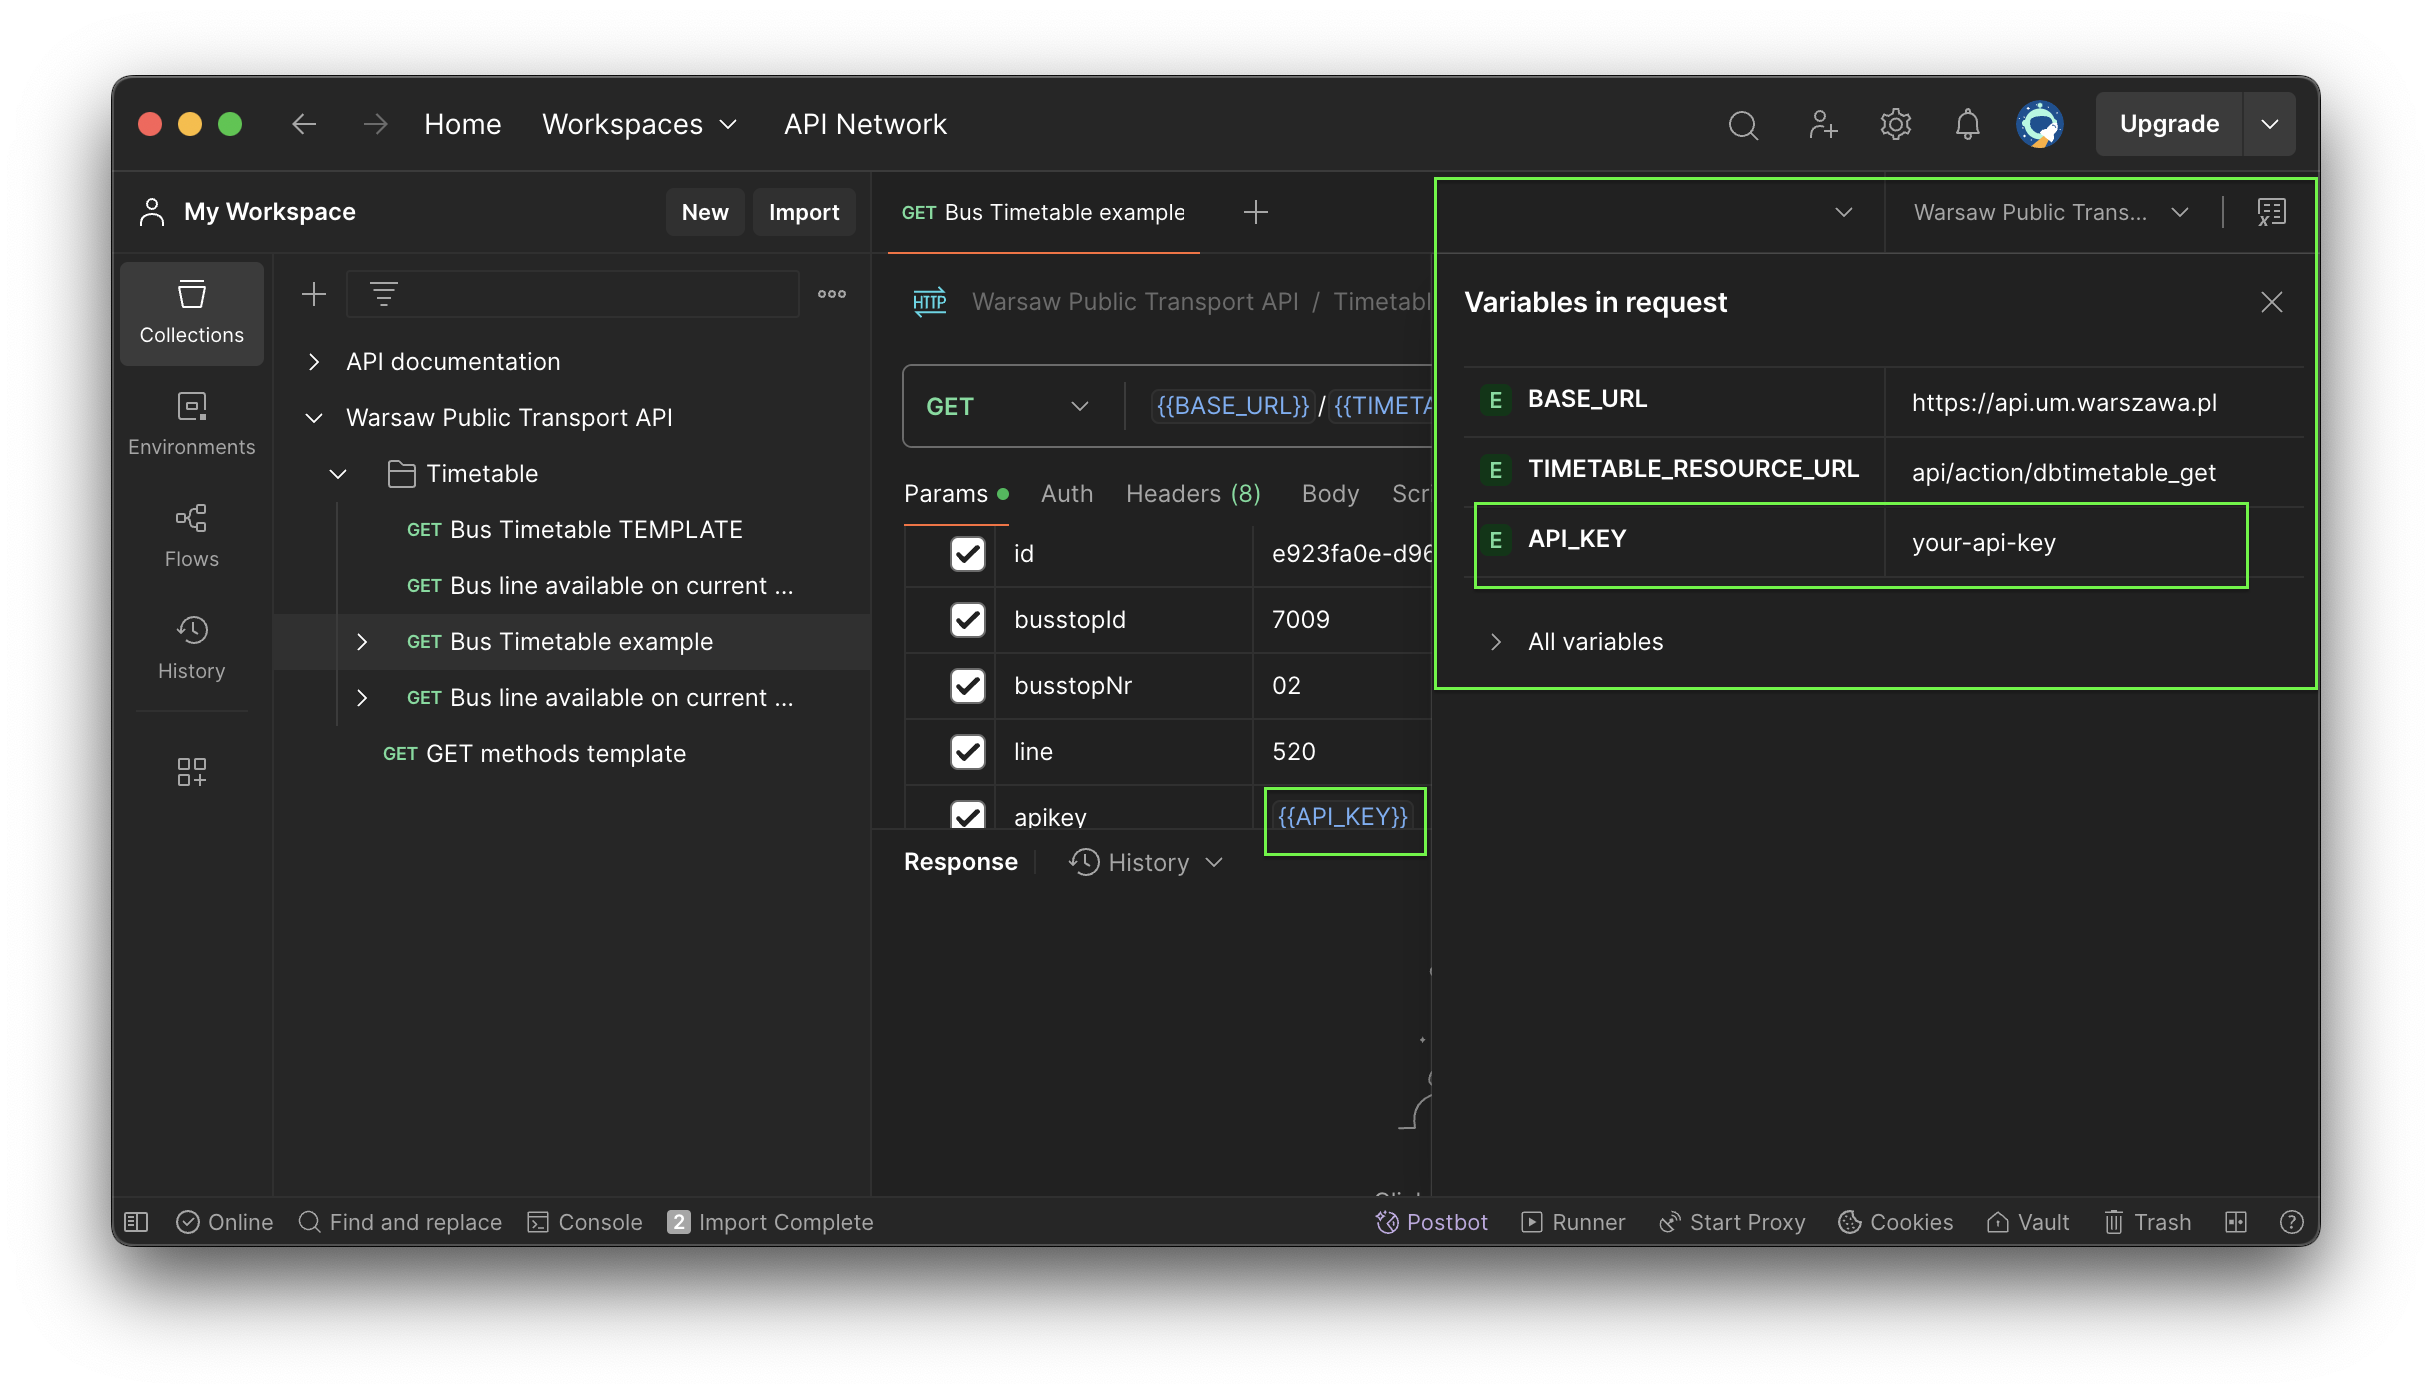 Home Workspaces API Network Upgrade
My Workspace New Import
GET Bus Timetable example
Warsaw Public Trans...
Collections
Environments
Flows
History
API documentation
Warsaw Public Transport API
Timetable
GET Bus Timetable TEMPLATE
GET Bus line available on current ...
GET Bus Timetable example
GET Bus line available on current ...
GET GET methods template
HTTP Warsaw Public Transport API / Timetabl
GET {{BASE_URL}}/{{TIMETA
Params Auth Headers (8) Body Scri
id e923fa0e-d96
busstopId 7009
busstopNr 02
line 520
apikey {{API_KEY}}
Response History
Variables in request
E BASE_URL https://api.um.warszawa.pl
E TIMETABLE_RESOURCE_URL api/action/dbtimetable_get
E API_KEY your-api-key
All variables
Online Find and replace Console 2 Import Complete Postbot Runner Start Proxy Cookies Vault Trash